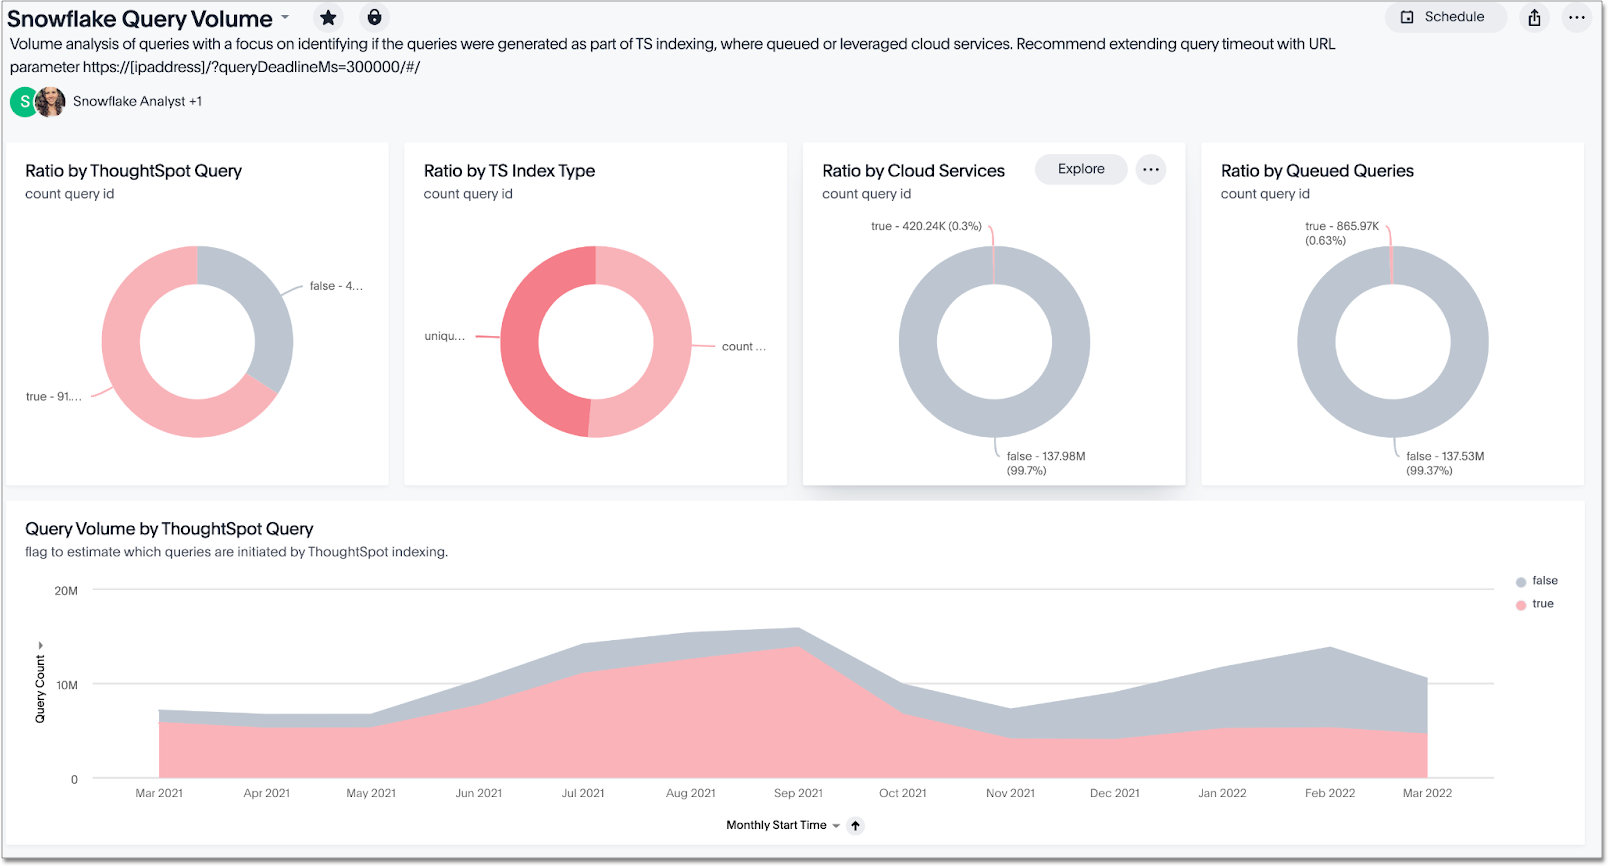 Snowflake Query Volume
Schedule
Volume analysis of queries with a focus on identifying if the queries were generated as part of TS indexing, where queued or leveraged cloud services. Recommend extending query timeout with URL
parameter https://[ipaddress]/?queryDeadlineMs=300000/#/
S
Snowflake Analyst +1
Ratio by ThoughtSpot Query
count query id
false - 4...
true - 91....
Ratio by TS Index Type
count query id
uniqu...
count ...
Ratio by Cloud Services
Explore
count query id
true - 420.24K (0.3%)
false - 137.98M
(99.7%)
Ratio by Queued Queries
count query id
true - 865.97K
(0.63%)
false - 137.53M
(99.37%)
Query Volume by ThoughtSpot Query
flag to estimate which queries are initiated by ThoughtSpot indexing.
false
true
Query Count
20M
10M
0
Mar 2021 Apr 2021 May 2021 Jun 2021 Jul 2021 Aug 2021 Sep 2021 Oct 2021 Nov 2021 Dec 2021 Jan 2022 Feb 2022 Mar 2022
Monthly Start Time